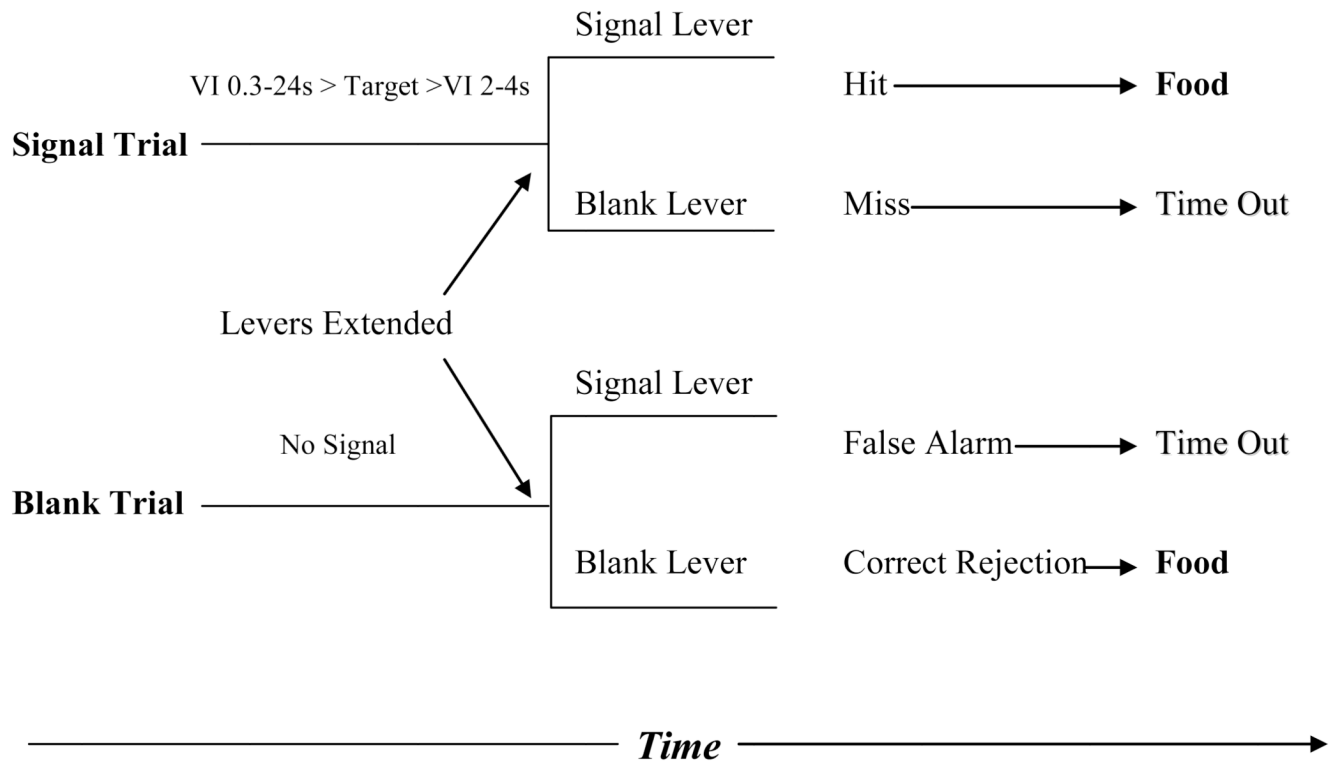 Signal Lever
VI 0.3-24s > Target >VI 2-4s
Hit
Food
Signal Trial
Blank Lever
Miss
Time Out
Levers Extended
Signal Lever
No Signal
False Alarm
Time Out
Blank Trial
Blank Lever
Correct Rejection
Food
Time